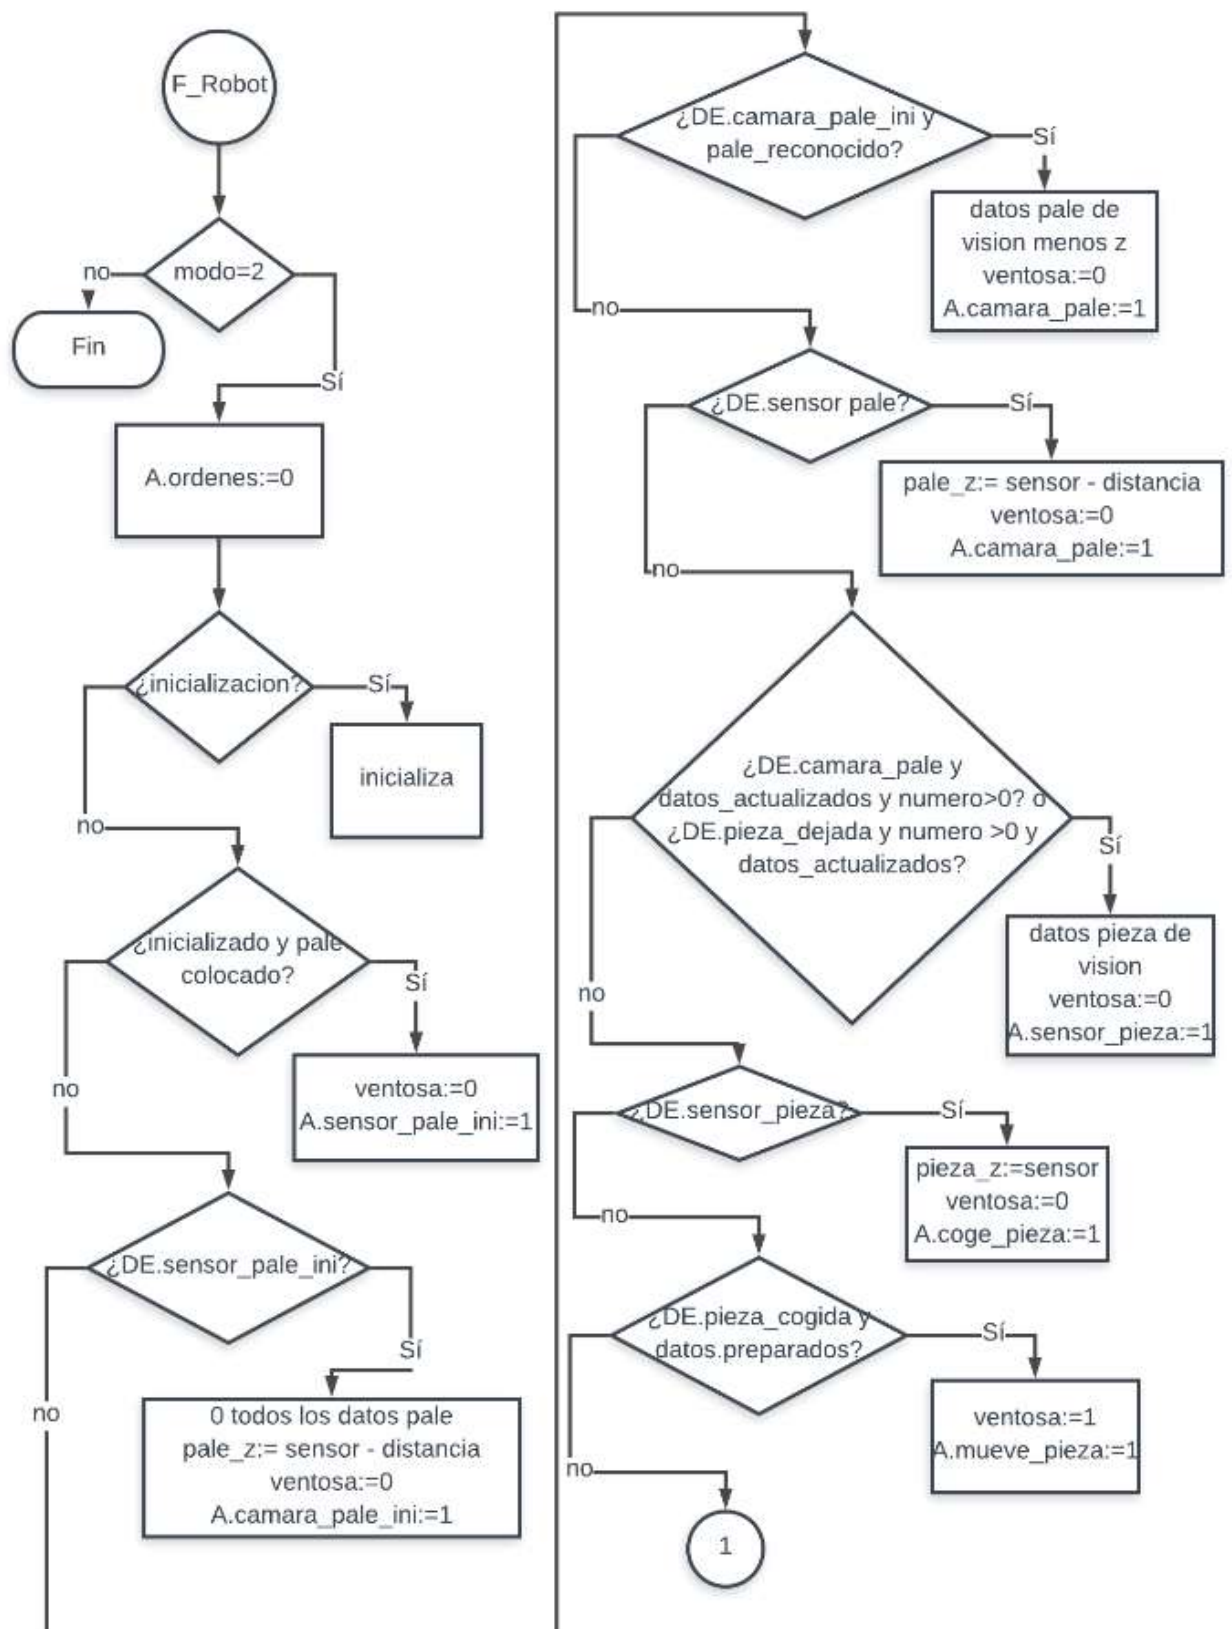 F_Robot
modo=2
no
Fin
Sí
A.ordenes:=0
¿inicializacion?
Sí
inicializa
no
¿inicializado y pale
colocado?
Sí
ventosa:=0
A.sensor_pale_ini:=1
no
¿DE.sensor_pale_ini?
Sí
no
0 todos los datos pale
pale_z:= sensor - distancia
ventosa:=0
A.camara_pale_ini:=1
¿DE.camara_pale_ini y
pale_reconocido?
Sí
datos pale de
vision menos z
ventosa:=0
A.camara_pale:=1
no
¿DE.sensor pale?
Sí
pale_z:= sensor - distancia
ventosa:=0
A.camara_pale:=1
no
¿DE.camara_pale y
datos_actualizados y numero>0? o
¿DE.pieza_dejada y numero >0 y
datos_actualizados?
Sí
datos pieza de
vision
ventosa:=0
A.sensor_pieza:=1
no
¿DE.sensor_pieza?
Sí
pieza_z:=sensor
ventosa:=0
A.coge_pieza:=1
no
¿DE.pieza_cogida y
datos.preparados?
Sí
ventosa:=1
A.mueve_pieza:=1
no
1